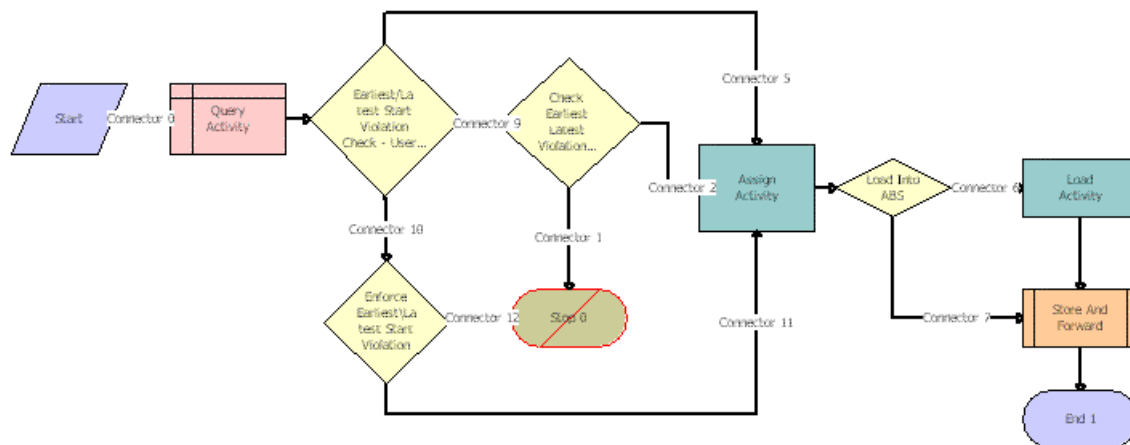 Start
Connector 0
Query
Activity
Earliest/La
test Start
Violation
Check - User...
Connector 9
Check
Earliest
Latest
Violation...
Connector 5
Connector 2
Assign
Activity
Load Into
ABS
Connector 6
Load
Activity
Connector 10
Connector 1
Enforce
Earliest\La
test Start
Violation
Connector 12
Stop 0
Connector 11
Connector 7
Store And
Forward
End 1